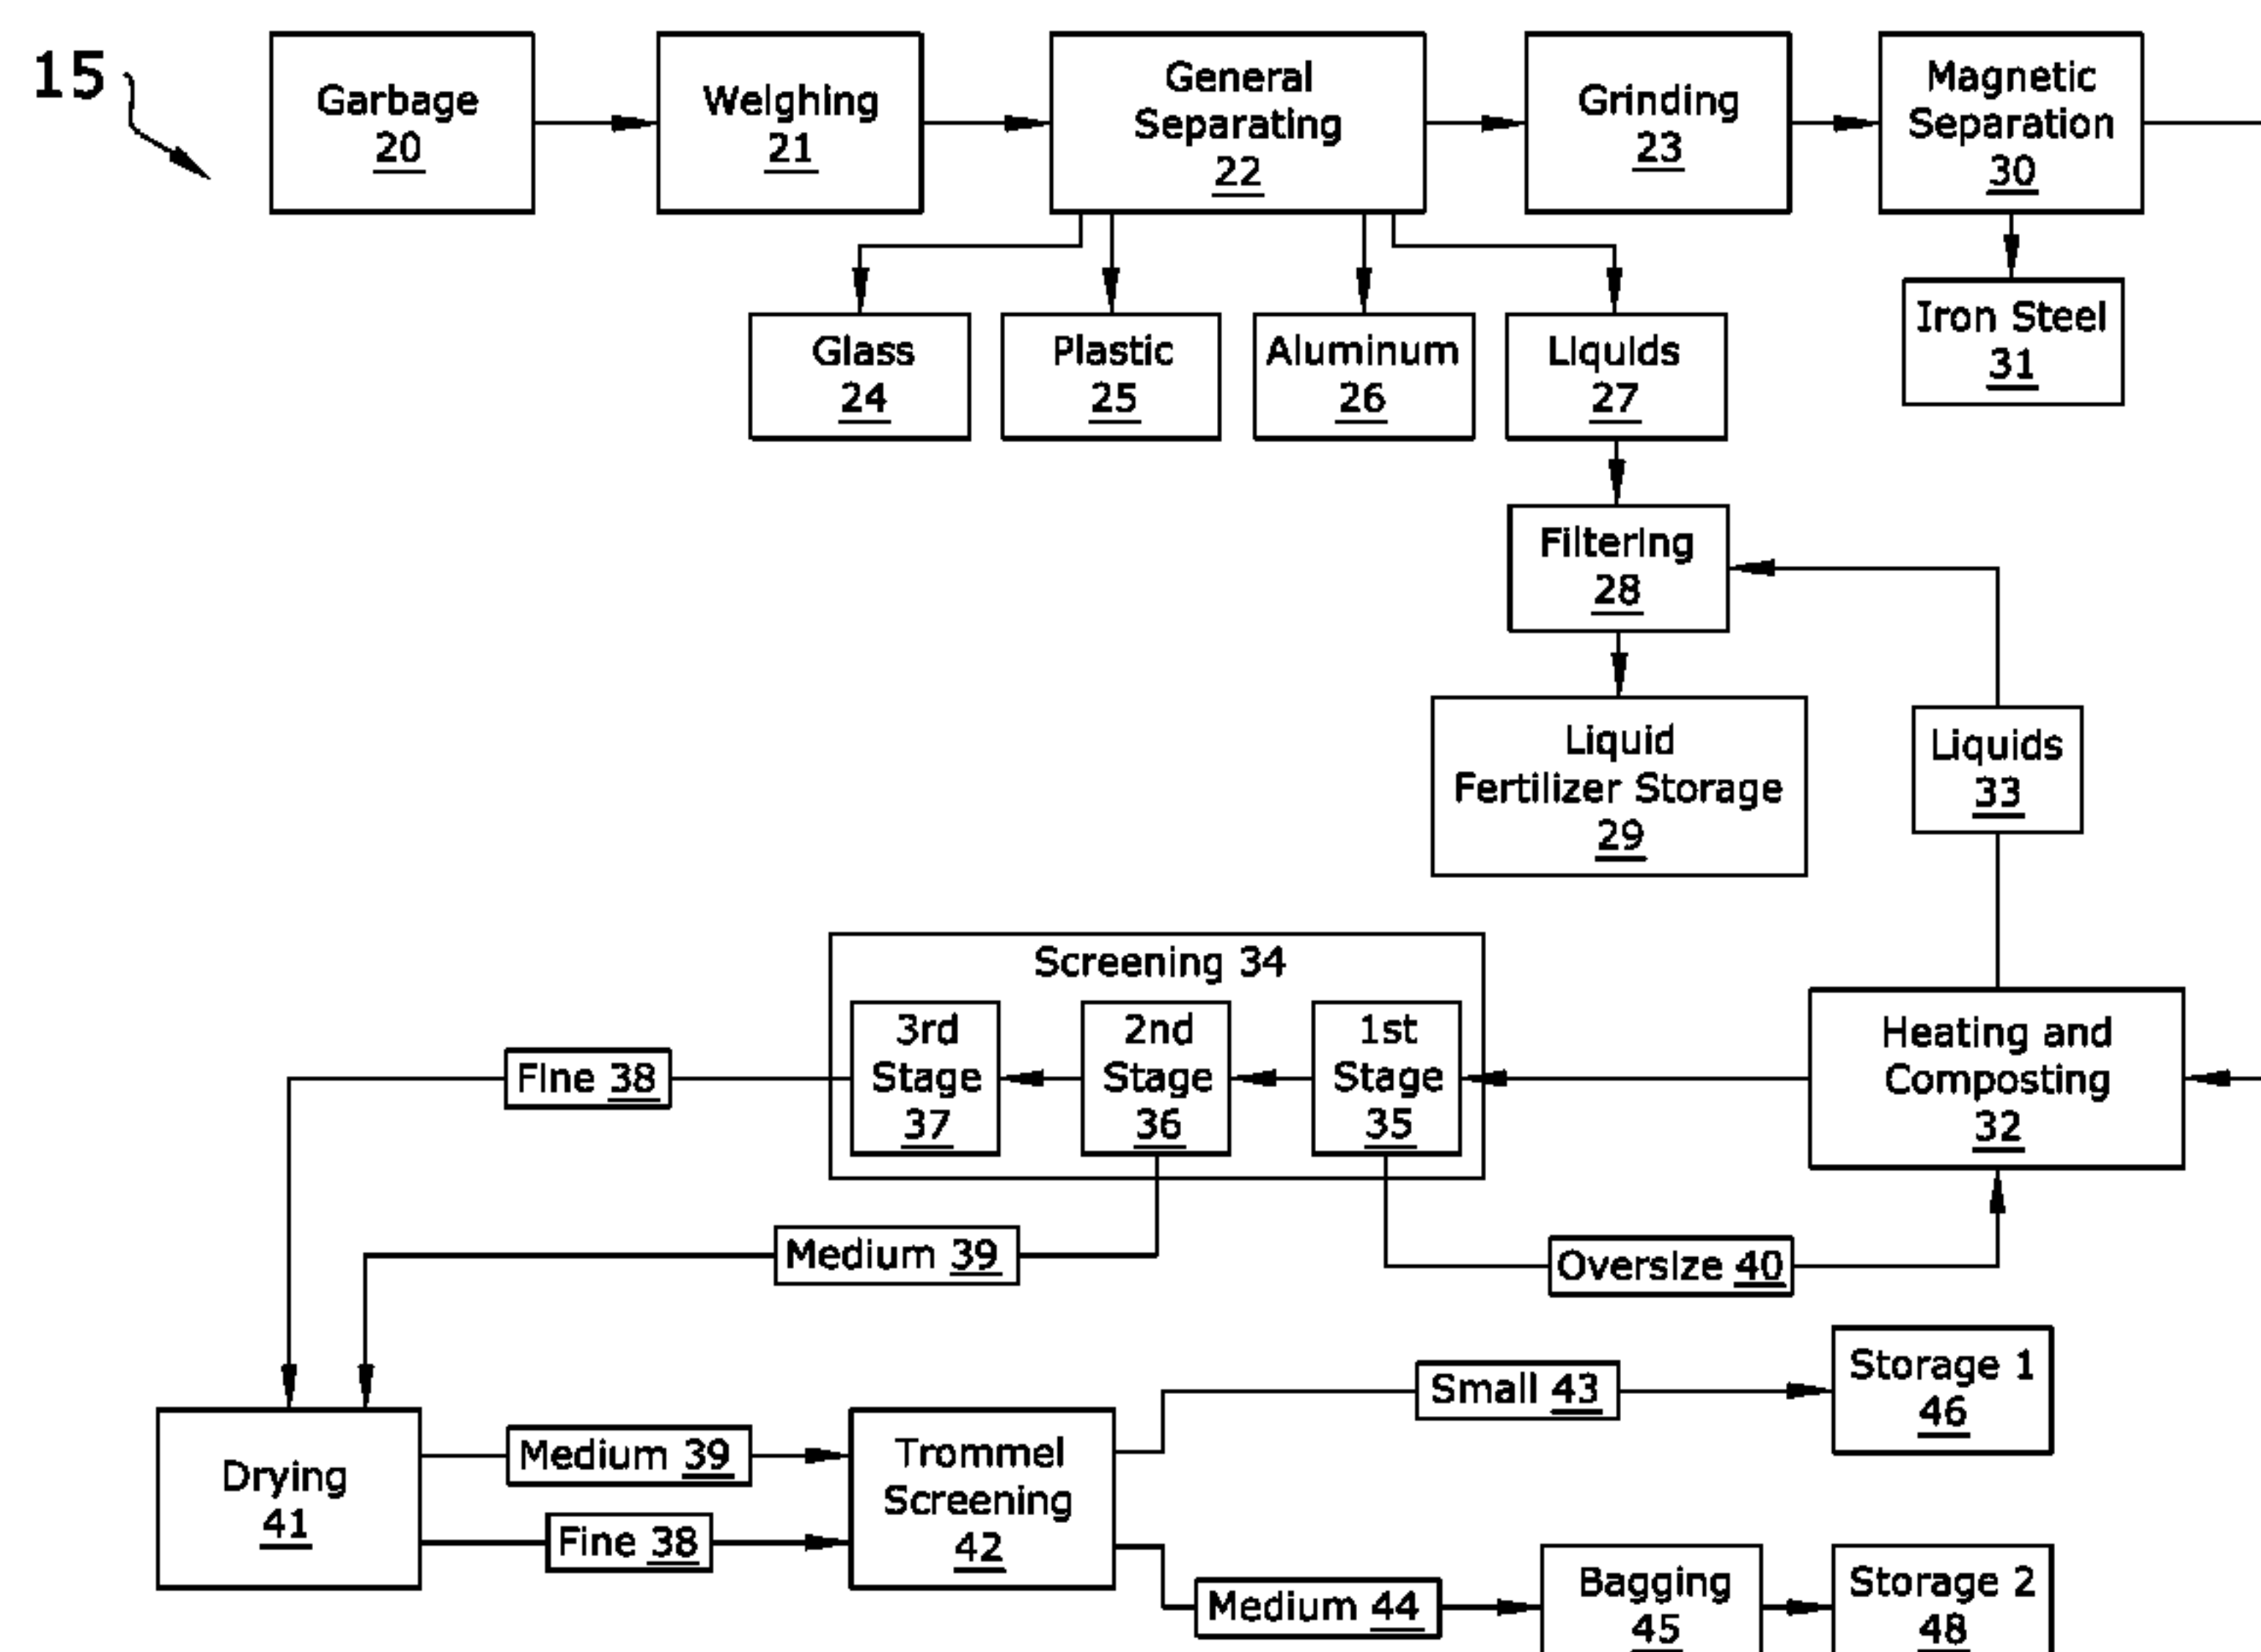 15
Garbage
20
Weighing
21
General
Separating
22
Grinding
23
Magnetic
Separation
30
Glass
24
Plastic
25
Aluminum
26
Liquids
27
Iron Steel
31
Filtering
28
Liquid
Fertilizer Storage
29
Liquids
33
Screening 34
3rd
Stage
37
2nd
Stage
36
1st
Stage
35
Heating and
Composting
32
Fine 38
Medium 39
Oversize 40
Small 43
Storage 1
46
Drying
41
Medium 39
Fine 38
Trommel
Screening
42
Medium 44
Bagging
45
Storage 2
48